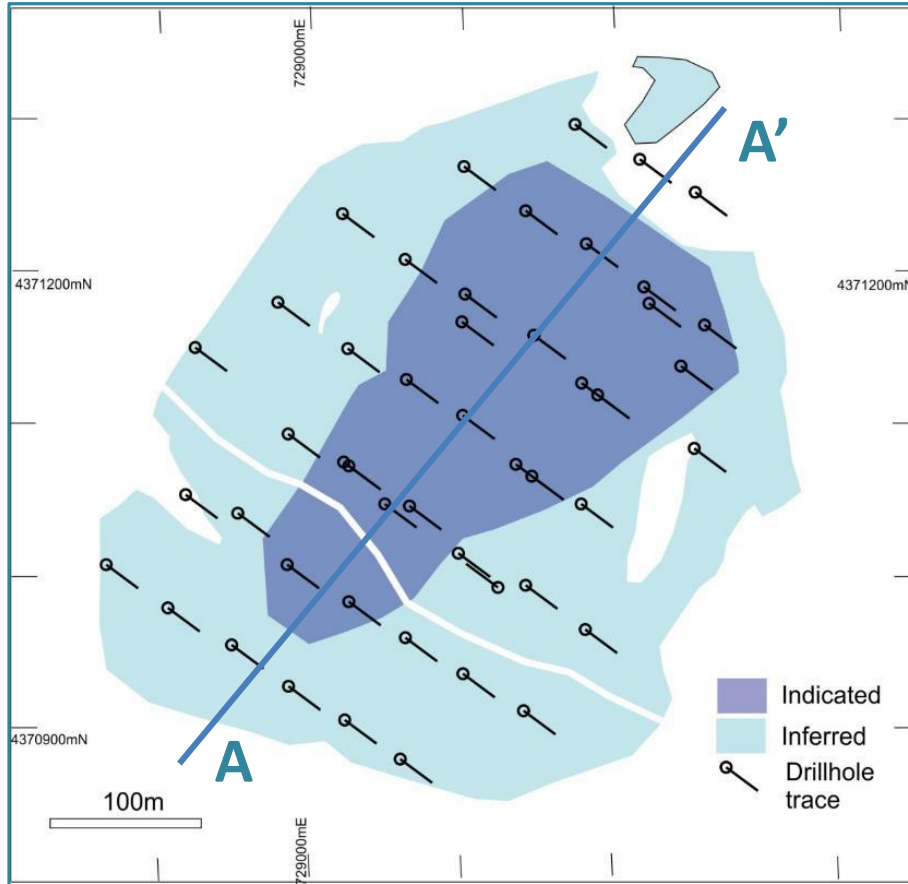 729000mE
A'
4371200mN
4371200mN
Indicated
Inferred
Drillhole
trace
4370900mN
A
100m
729000mE